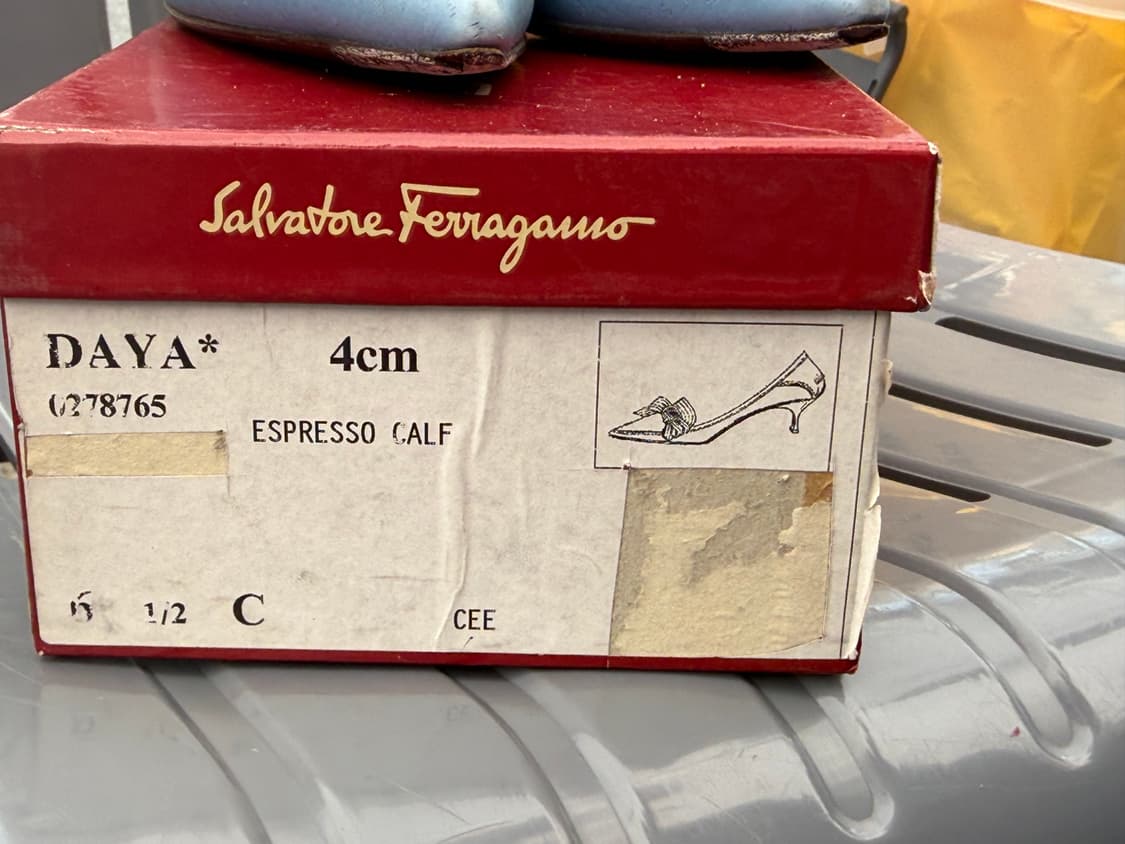 Salvatore Ferragamo
DAYA* 4cm
0278765
ESPRESSO CALF
6 1/2 C CEE